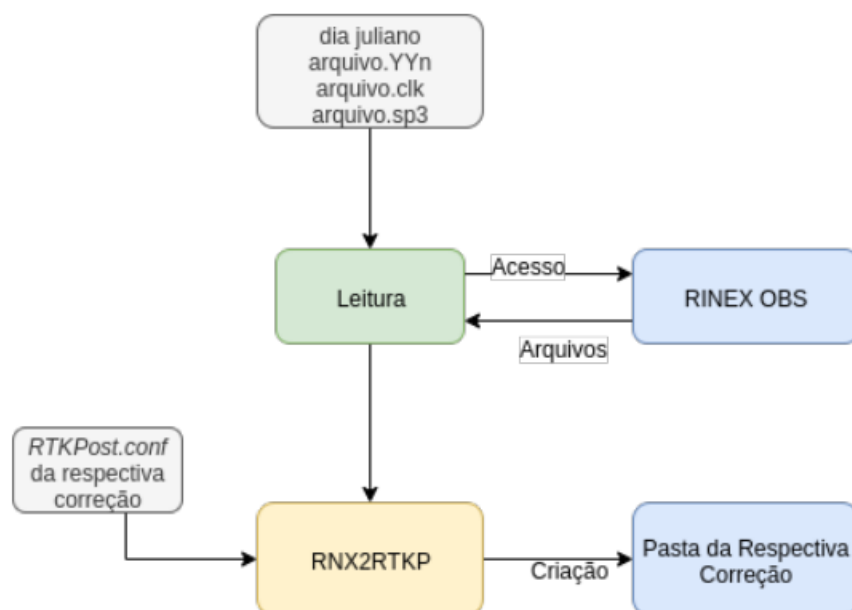 dia juliano
arquivo.YYn
arquivo.clk
arquivo.sp3
Leitura
Acesso
RINEX OBS
Arquivos
RTKPost.conf
da respectiva
correção
RNX2RTKP
Criação
Pasta da Respectiva
Correção